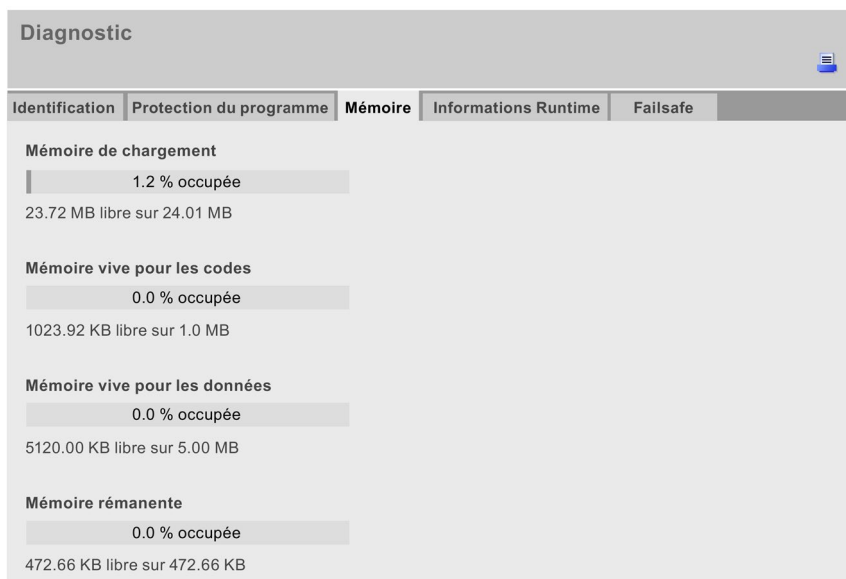 Diagnostic
Identification Protection du programme Mémoire Informations Runtime Failsafe
Mémoire de chargement
1.2 % occupée
23.72 MB libre sur 24.01 MB
Mémoire vive pour les codes
0.0 % occupée
1023.92 KB libre sur 1.0 MB
Mémoire vive pour les données
0.0 % occupée
5120.00 KB libre sur 5.00 MB
Mémoire rémanente
0.0 % occupée
472.66 KB libre sur 472.66 KB